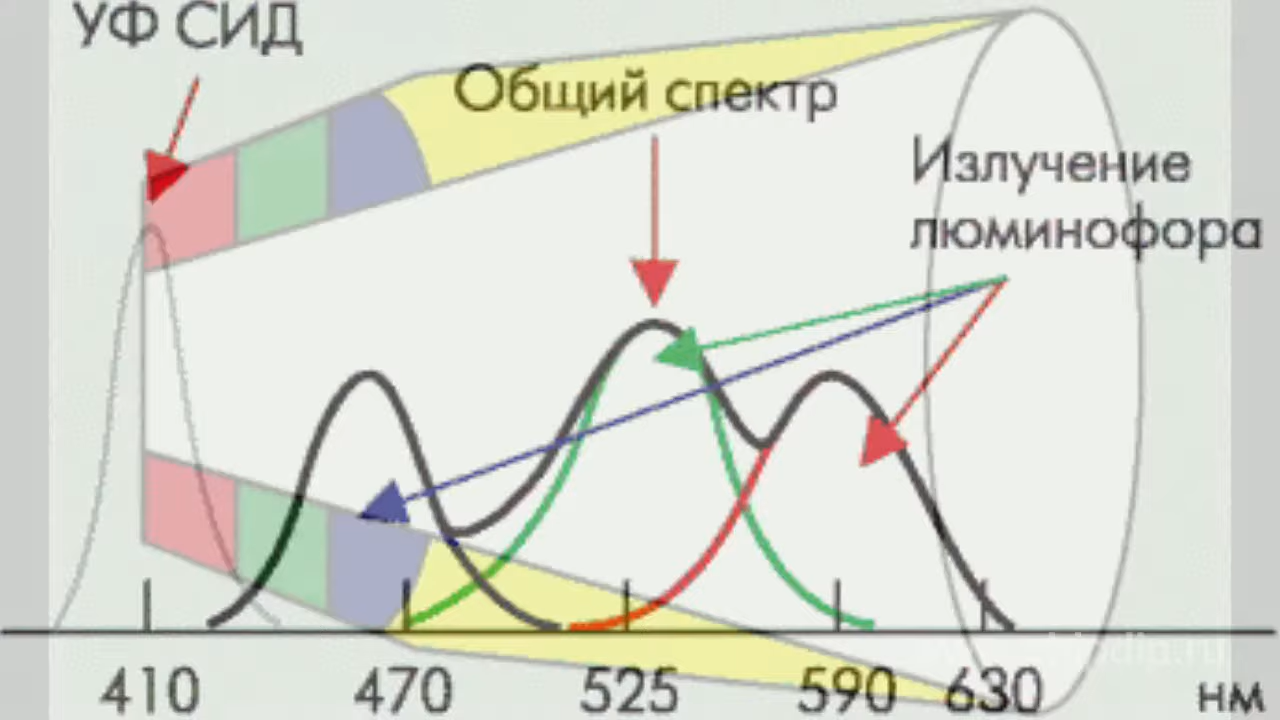 УФ СИД
Общий спектр
Излучение
люминофора
410 470 525 590 630 нм